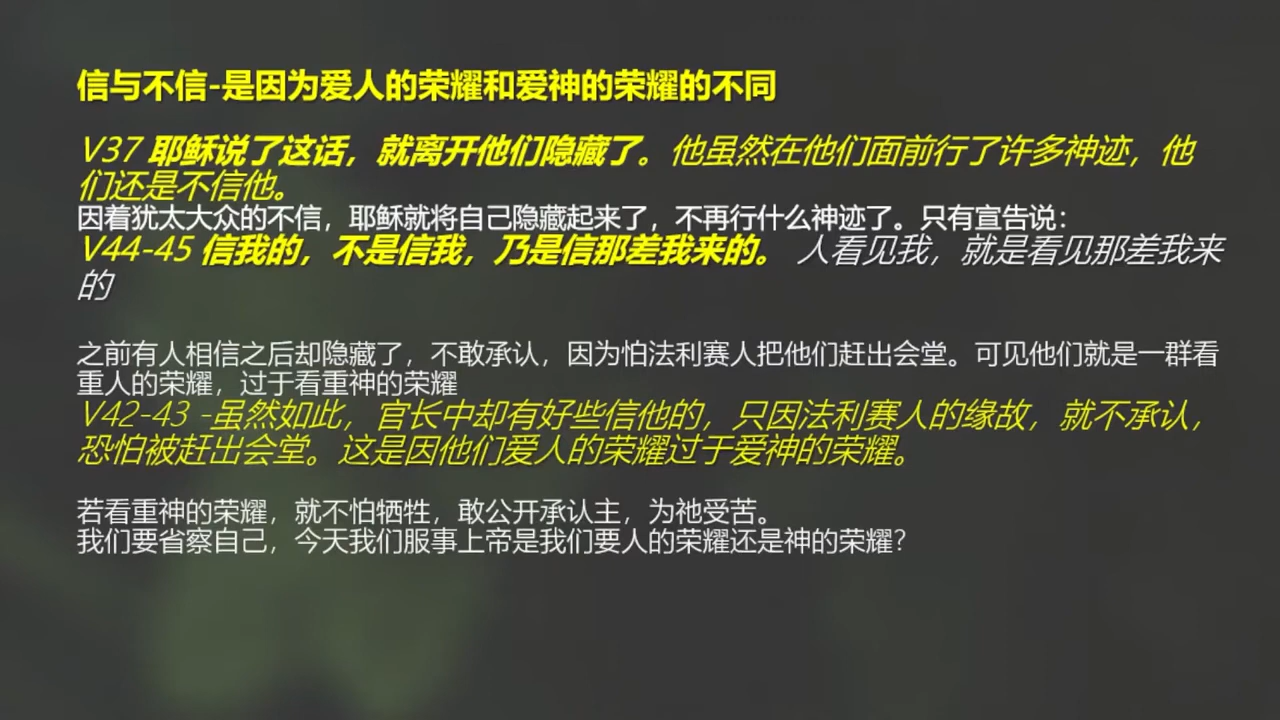 信与不信-是因为爱人的荣耀和爱神的荣耀的不同
V37 耶稣说了这话，就离开他们隐藏了。他虽然在他们面前行了许多神迹，他
们还是不信他。
因着犹太大众的不信，耶稣就将自己隐藏起来了，不再行什么神迹了。只有宣告说：
V44-45 信我的，不是信我，乃是信那差我来的。 人看见我，就是看见那差我来
的
之前有人相信之后却隐藏了，不敢承认，因为怕法利赛人把他们赶出会堂。可见他们就是一群看
重人的荣耀，过于看重神的荣耀
V42-43 -虽然如此，官长中却有好些信他的，只因法利赛人的缘故，就不承认，
恐怕被赶出会堂。这是因他们爱人的荣耀过于爱神的荣耀。
若看重神的荣耀，就不怕牺牲，敢公开承认主，为祂受苦。
我们要省察自己，今天我们服事上帝是我们要人的荣耀还是神的荣耀?